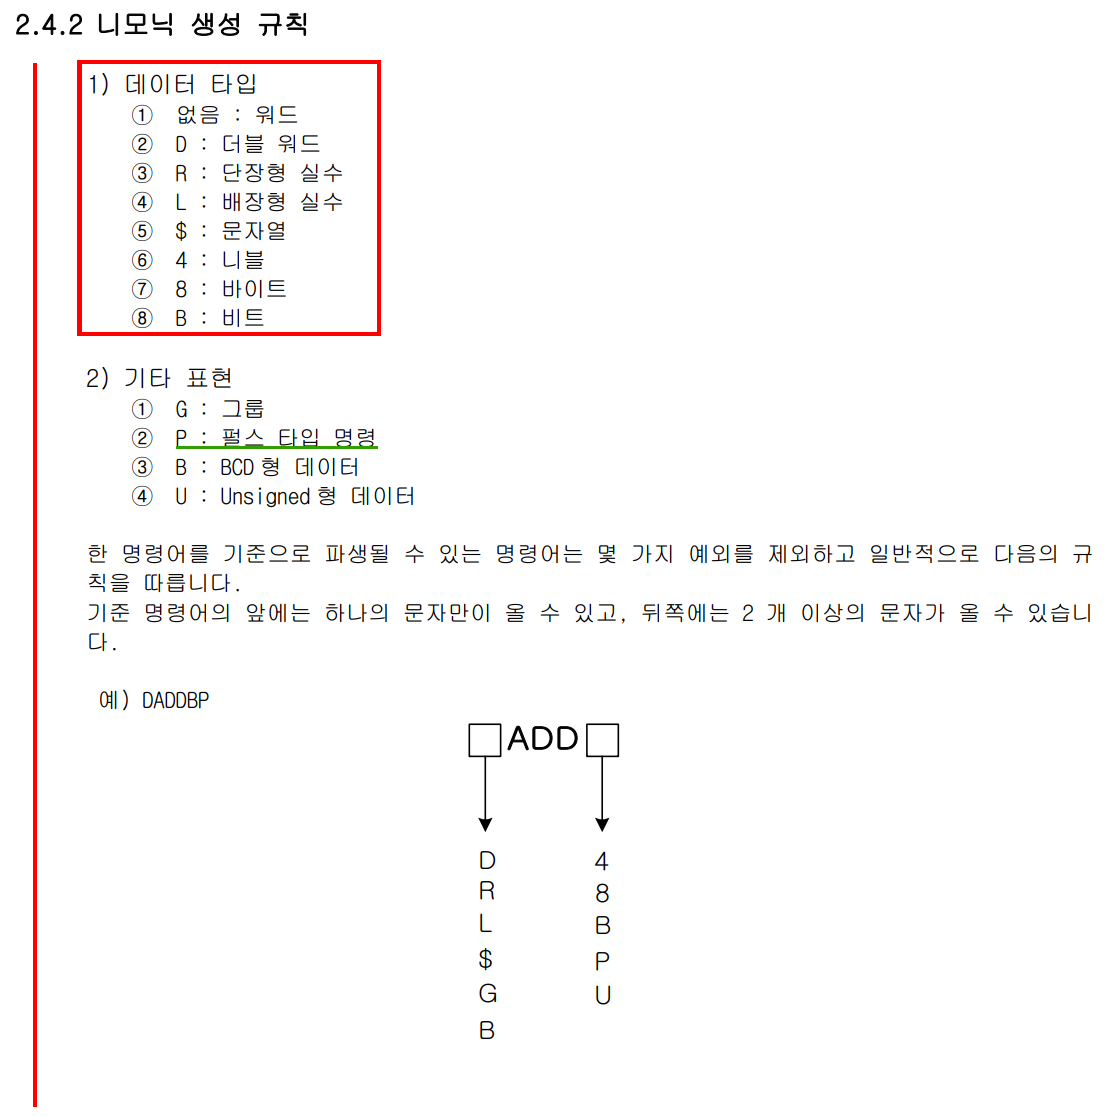 2.4.2 니모닉 생성 규칙
1) 데이터 타입
① 없음 : 워드
② D : 더블 워드
③ R : 단장형 실수
④ L : 배장형 실수
⑤ $ : 문자열
⑥ 4 : 니블
⑦ 8 : 바이트
⑧ B : 비트
2) 기타 표현
① G : 그룹
② P : 펄스 타입 명령
③ B : BCD형 데이터
④ U : Unsigned형 데이터
한 명령어를 기준으로 파생될 수 있는 명령어는 몇 가지 예외를 제외하고 일반적으로 다음의 규
칙을 따릅니다.
기준 명령어의 앞에는 하나의 문자만이 올 수 있고, 뒤쪽에는 2 개 이상의 문자가 올 수 있습니
다.
예) DADDBP
□ADD□
D 4
R 8
L B
$ P
G U
B